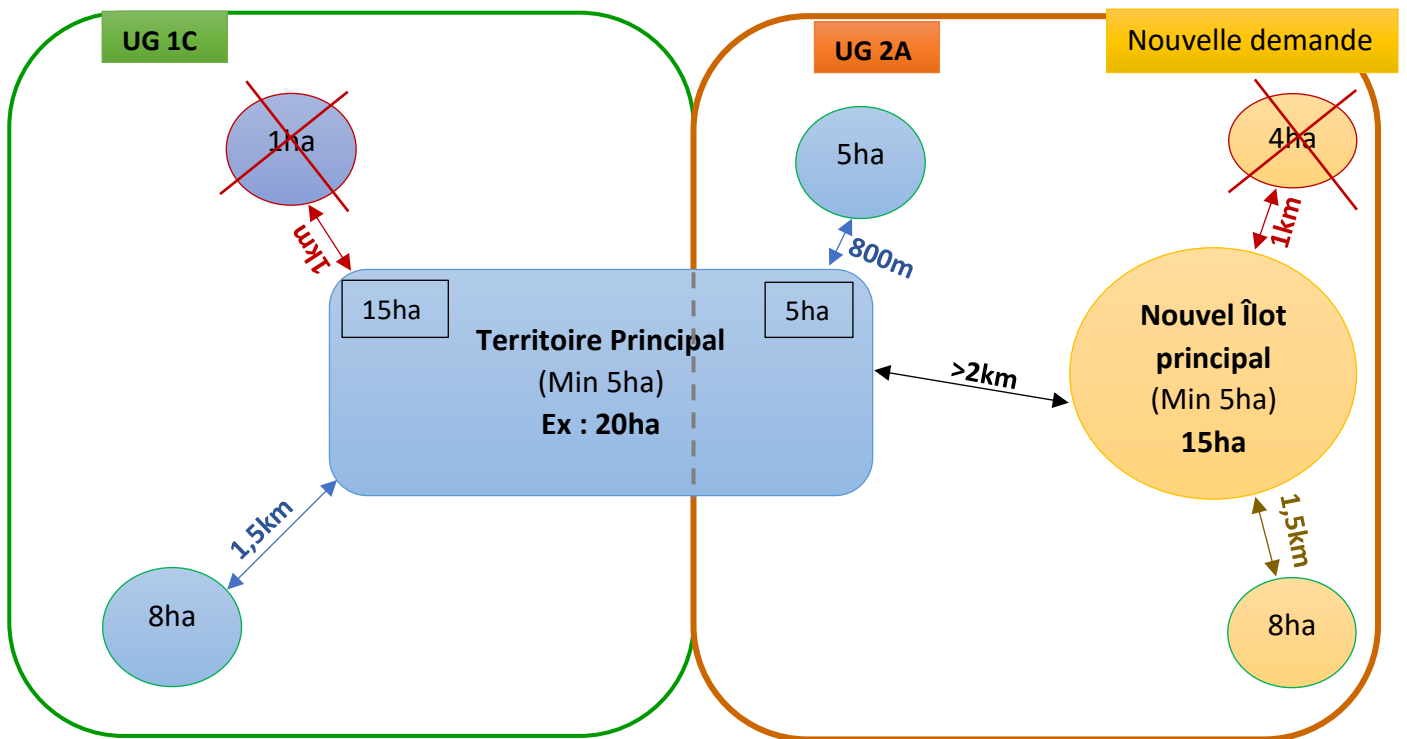 UG 1C
UG 2A
Nouvelle demande
1ha
5ha
4ha
1km
800m
1km
15ha
5ha
Territoire Principal
(Min 5ha)
Ex : 20ha
>2km
Nouvel Îlot
principal
(Min 5ha)
15ha
1,5km
1,5km
8ha
8ha